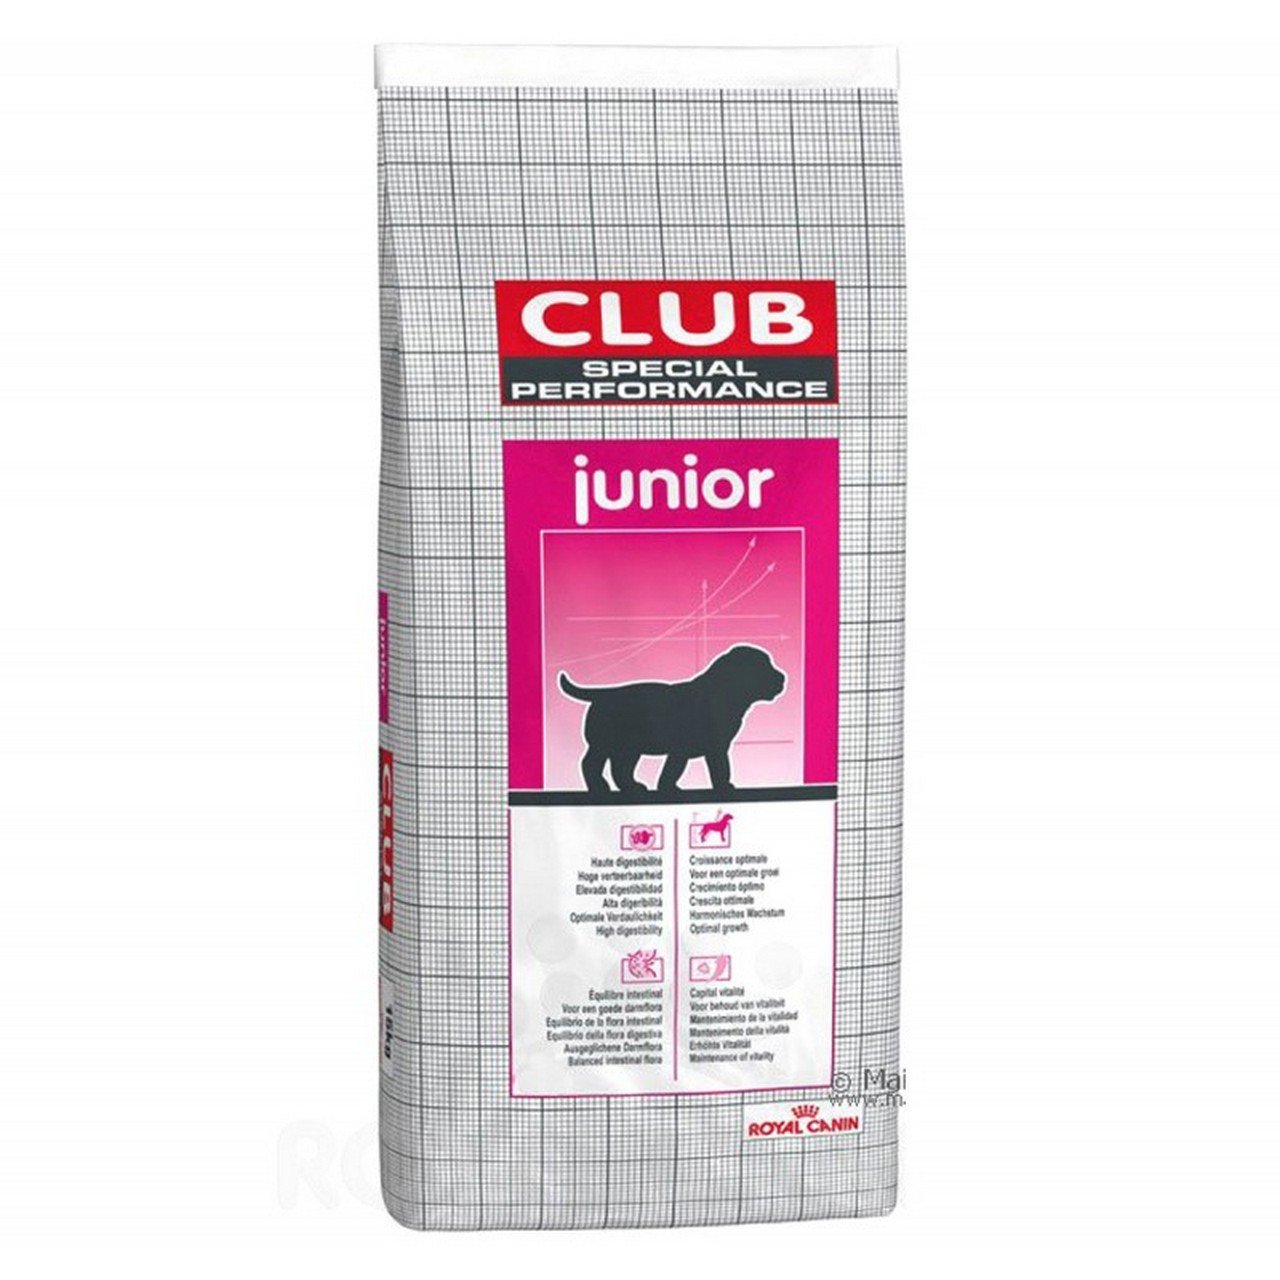 CLUB
SPECIAL
PERFORMANCE
junior
Haute digestibilité
Hoge verteerbaarheid
Elevada digestibilidad
Alta digeribilità
Optimale Verdaulichkeit
High digestibility
Croissance optimale
Voor een optimale groei
Crecimiento óptimo
Crescita ottimale
Harmonisches Wachstum
Optimal growth
Équilibre intestinal
Voor een goede darmflora
Equilibrio de la flora intestinal
Equilibrio della flora digestiva
Ausgeglichene Darmflora
Balanced intestinal flora
Capital vitalité
Voor behoud van vitaliteit
Mantenimiento de la vitalidad
Mantenimento della vitalità
Erhöhte Vitalität
Maintenance of vitality
ROYAL CANIN
junior
CLUB
15kg
© Mai
www.m.